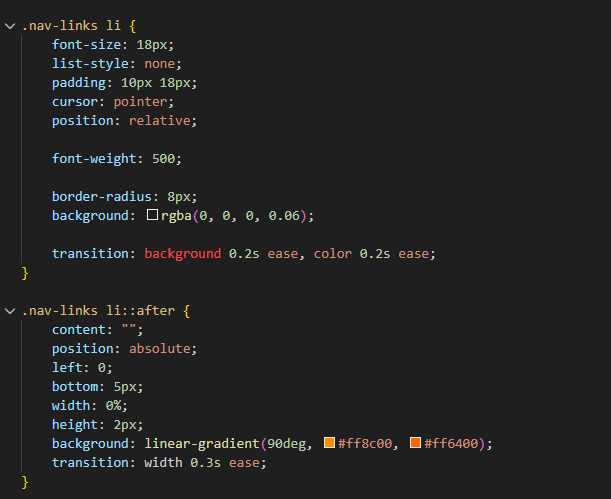 .nav-links li {
font-size: 18px;
list-style: none;
padding: 10px 18px;
cursor: pointer;
position: relative;
font-weight: 500;
border-radius: 8px;
background: rgba(0, 0, 0, 0.06);
transition: background 0.2s ease, color 0.2s ease;
}
.nav-links li::after {
content: "";
position: absolute;
left: 0;
bottom: 5px;
width: 0%;
height: 2px;
background: linear-gradient(90deg, #ff8c00, #ff6400);
transition: width 0.3s ease;
}